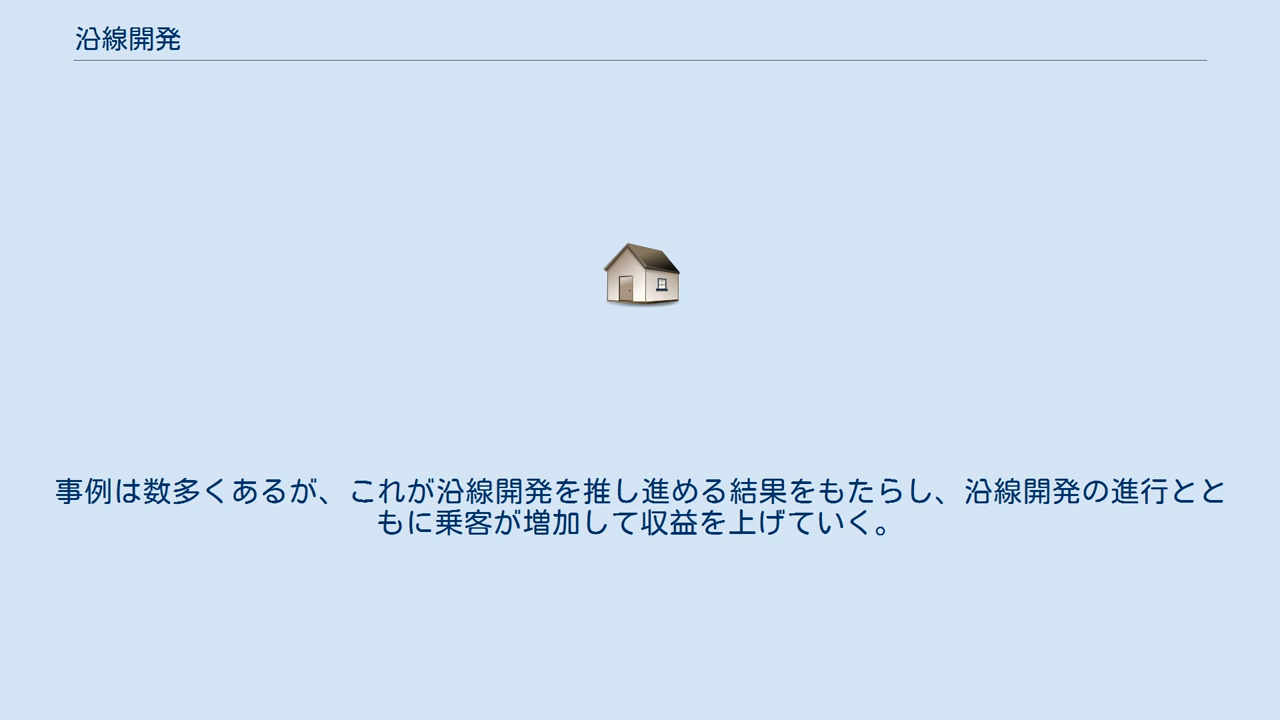 沿線開発
事例は数多くあるが、これが沿線開発を推し進める結果をもたらし、沿線開発の進行とと
もに乗客が増加して収益を上げていく。